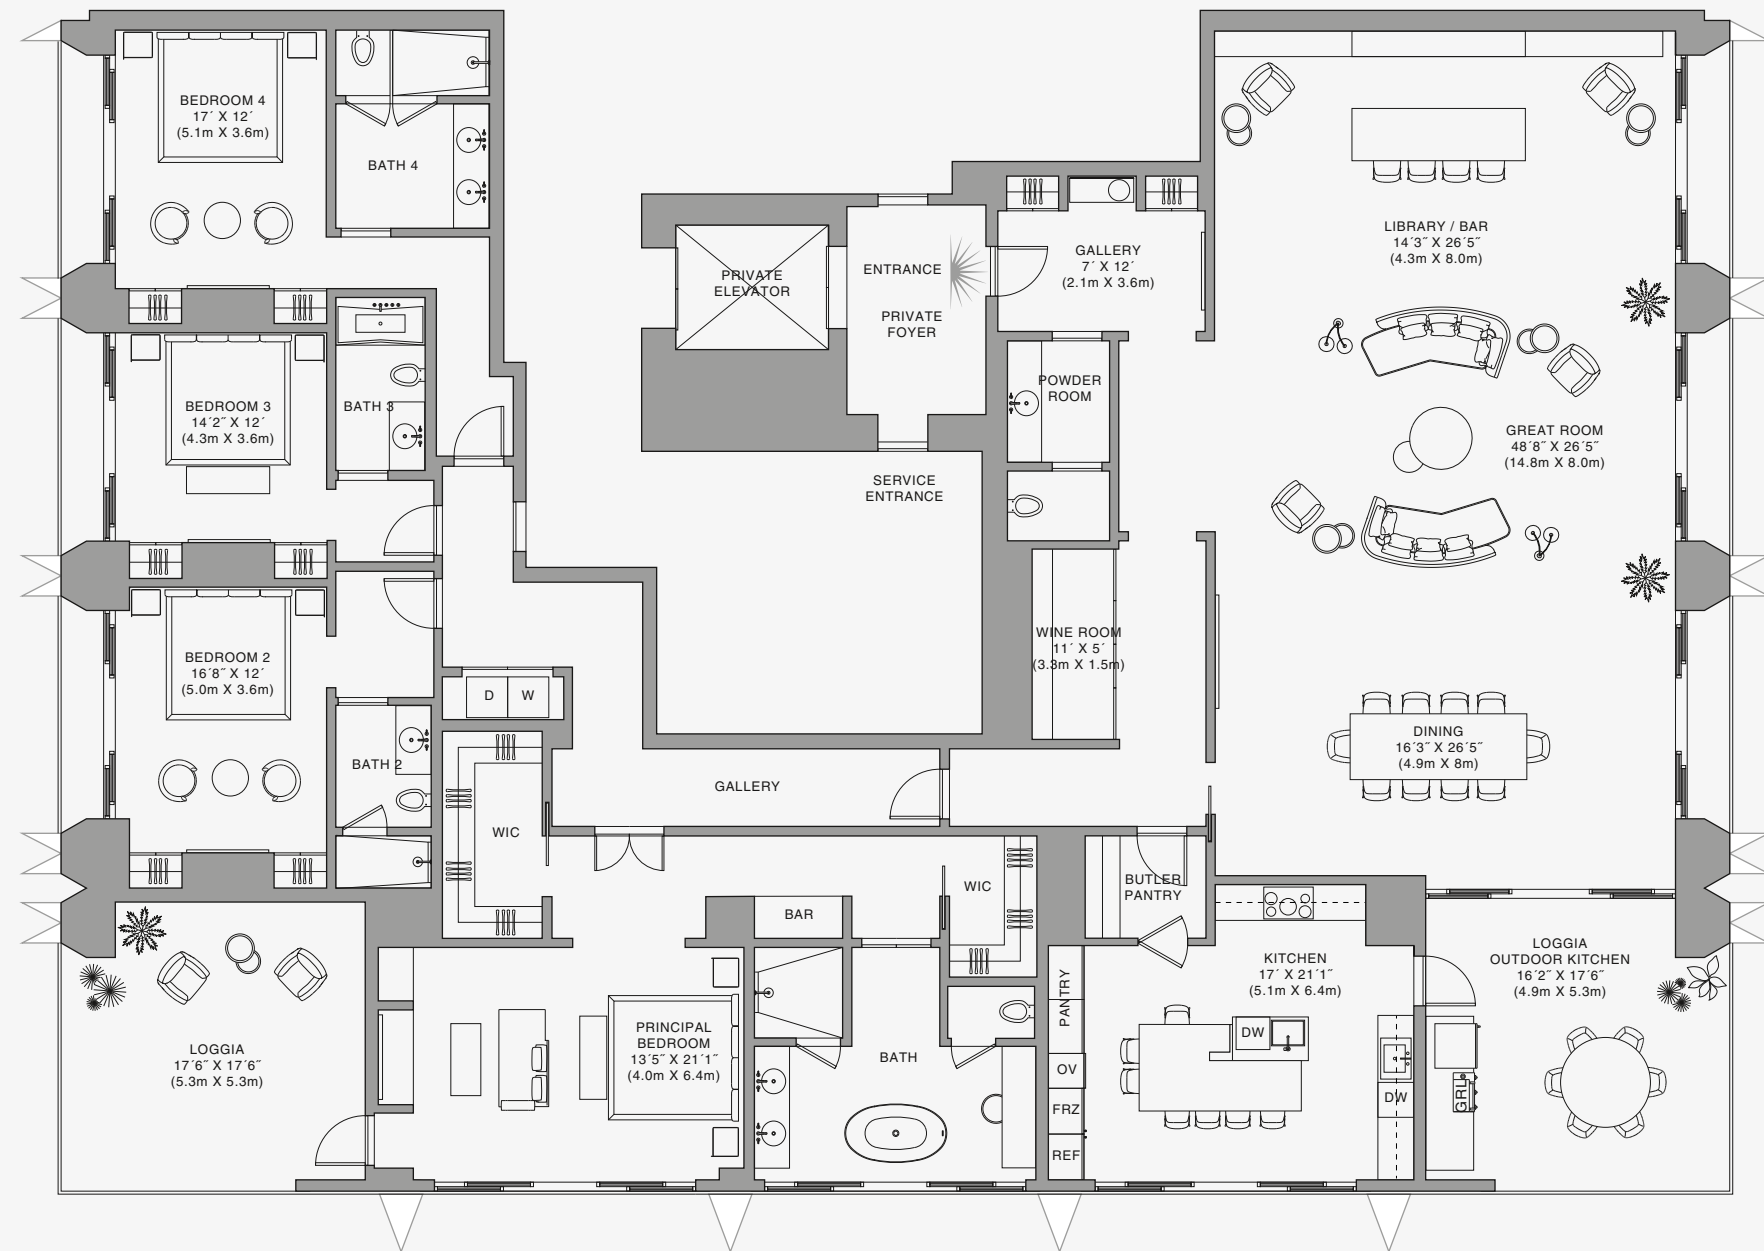 BEDROOM 4
17´ X 12´
(5.1m X 3.6m)
BATH 4
PRIVATE
ELEVATOR
ENTRANCE
PRIVATE
FOYER
GALLERY
7´ X 12´
(2.1m X 3.6m)
LIBRARY / BAR
14´3˝ X 26´5˝
(4.3m X 8.0m)
BEDROOM 3
14´2˝ X 12´
(4.3m X 3.6m)
BATH 3
POWDER
ROOM
GREAT ROOM
48´8˝ X 26´5˝
(14.8m X 8.0m)
SERVICE
ENTRANCE
BEDROOM 2
16´8˝ X 12´
(5.0m X 3.6m)
D
W
WINE ROOM
11´ X 5´
(3.3m X 1.5m)
BATH 2
GALLERY
DINING
16´3˝ X 26´5˝
(4.9m X 8m)
WIC
WIC
BAR
BUTLER
PANTRY
LOGGIA
17´6˝ X 17´6˝
(5.3m X 5.3m)
PRINCIPAL
BEDROOM
13´5˝ X 21´1˝
(4.0m X 6.4m)
BATH
PANTRY
OV
FRZ
REF
KITCHEN
17´ X 21´1˝
(5.1m X 6.4m)
DW
DW
LOGGIA
OUTDOOR KITCHEN
16´2˝ X 17´6˝
(4.9m X 5.3m)
GRL